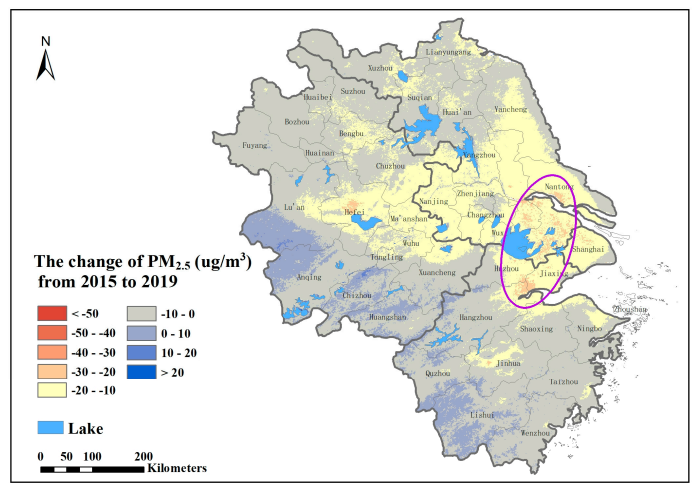 N
Lianyungang
Xuzhou
Suqian
Suzhou
Huaibei
Huai'an
Yancheng
Bozhou
Bengbu
Fuyang
Huainan
Chuzhou
Yangzhou
Zhenjiang
Nantong
Lu'an
Hefei
Nanjing
Changzhou
Ma'anshan
Wuxi
Wuhu
Shanghai
Tongling
Huzhou
Jiaxing
Anqing
Xuancheng
Chizhou
Huangshan
Hangzhou
Zhoushan
Shaoxing
Ningbo
Quzhou
Jinhua
Taizhou
Lishui
Wenzhou
The change of PM2.5 (ug/m3)
from 2015 to 2019
< -50
-10 - 0
-50 - -40
0 - 10
-40 - -30
10 - 20
-30 - -20
> 20
-20 - -10
Lake
0 25 50 100 150 200
Kilometers